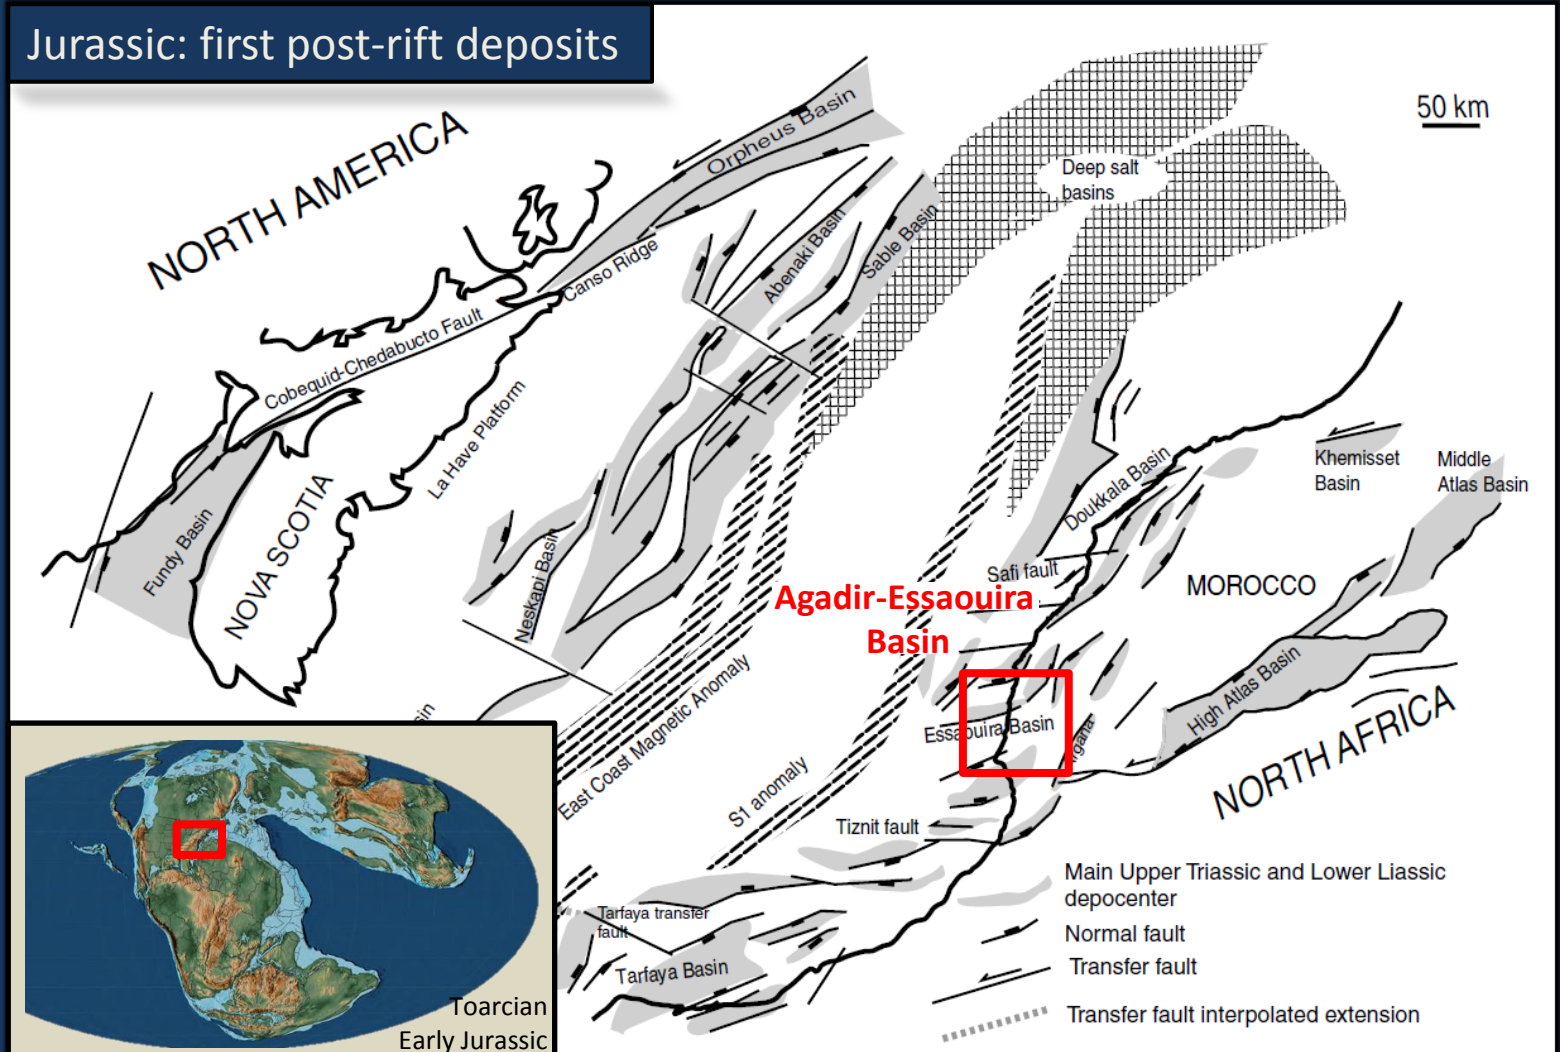 Jurassic: first post-rift deposits
50 km
NORTH AMERICA
Orpheus Basin
Deep salt
basins
Canso Ridge
Abenaki Basin
Sable Basin
Cobequid-Chedabucto Fault
La Have Platform
Fundy Basin
NOVA SCOTIA
Neskapi Basin
Doukkala Basin
Khemisset
Basin
Middle
Atlas Basin
Safi fault
MOROCCO
Agadir-Essaouira
Basin
East Coast Magnetic Anomaly
S1 anomaly
Essaouira Basin
High Atlas Basin
NORTH AFRICA
Tiznit fault
Tarfaya transfer
fault
Tarfaya Basin
Main Upper Triassic and Lower Liassic
depocenter
Normal fault
Transfer fault
Transfer fault interpolated extension
Toarcian
Early Jurassic